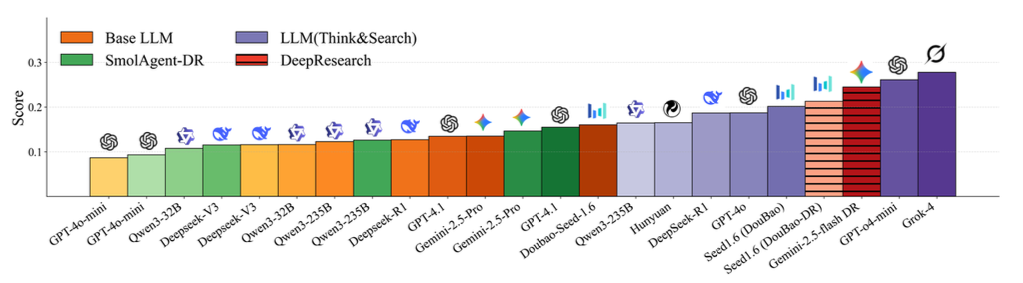 Base LLM
LLM(Think&Search)
SmolAgent-DR
DeepResearch
Score
0.3
0.2
0.1
GPT-4o-mini
GPT-4o-mini
Qwen3-32B
Deepseek-V3
Deepseek-V3
Qwen3-32B
Qwen3-235B
Qwen3-235B
Deepseek-R1
GPT-4.1
Gemini-2.5-Pro
Gemini-2.5-Pro
GPT-4.1
Doubao-Seed-1.6
Qwen3-235B
Hunyuan
DeepSeek-R1
GPT-4o
Seed1.6 (DouBao)
Seed1.6 (DouBao-DR)
Gemini-2.5-flash DR
GPT-o4-mini
Grok-4